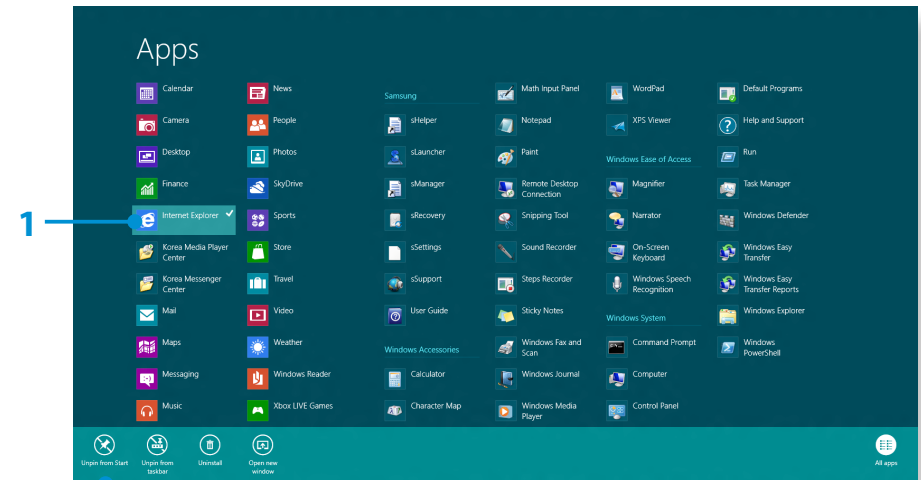 Apps
1
Calendar
Camera
Desktop
Finance
Internet Explorer
Korea Media Player
Center
Korea Messenger
Center
Mail
Maps
Messaging
Music
News
People
Photos
SkyDrive
Sports
Store
Travel
Video
Weather
Windows Reader
Xbox LIVE Games
Samsung
sHelper
sLauncher
sManager
sRecovery
sSettings
sSupport
User Guide
Windows Accessories
Calculator
Character Map
Math Input Panel
Notepad
Paint
Remote Desktop
Connection
Snipping Tool
Sound Recorder
Steps Recorder
Sticky Notes
Windows Fax and
Scan
Windows Journal
Windows Media
Player
WordPad
XPS Viewer
Windows Ease of Access
Magnifier
Narrator
On-Screen
Keyboard
Windows Speech
Recognition
Windows System
Command Prompt
Computer
Control Panel
Default Programs
Help and Support
Run
Task Manager
Windows Defender
Windows Easy
Transfer
Windows Easy
Transfer Reports
Windows Explorer
Windows
PowerShell
Unpin from Start
Unpin from
taskbar
Uninstall
Open new
window
All apps